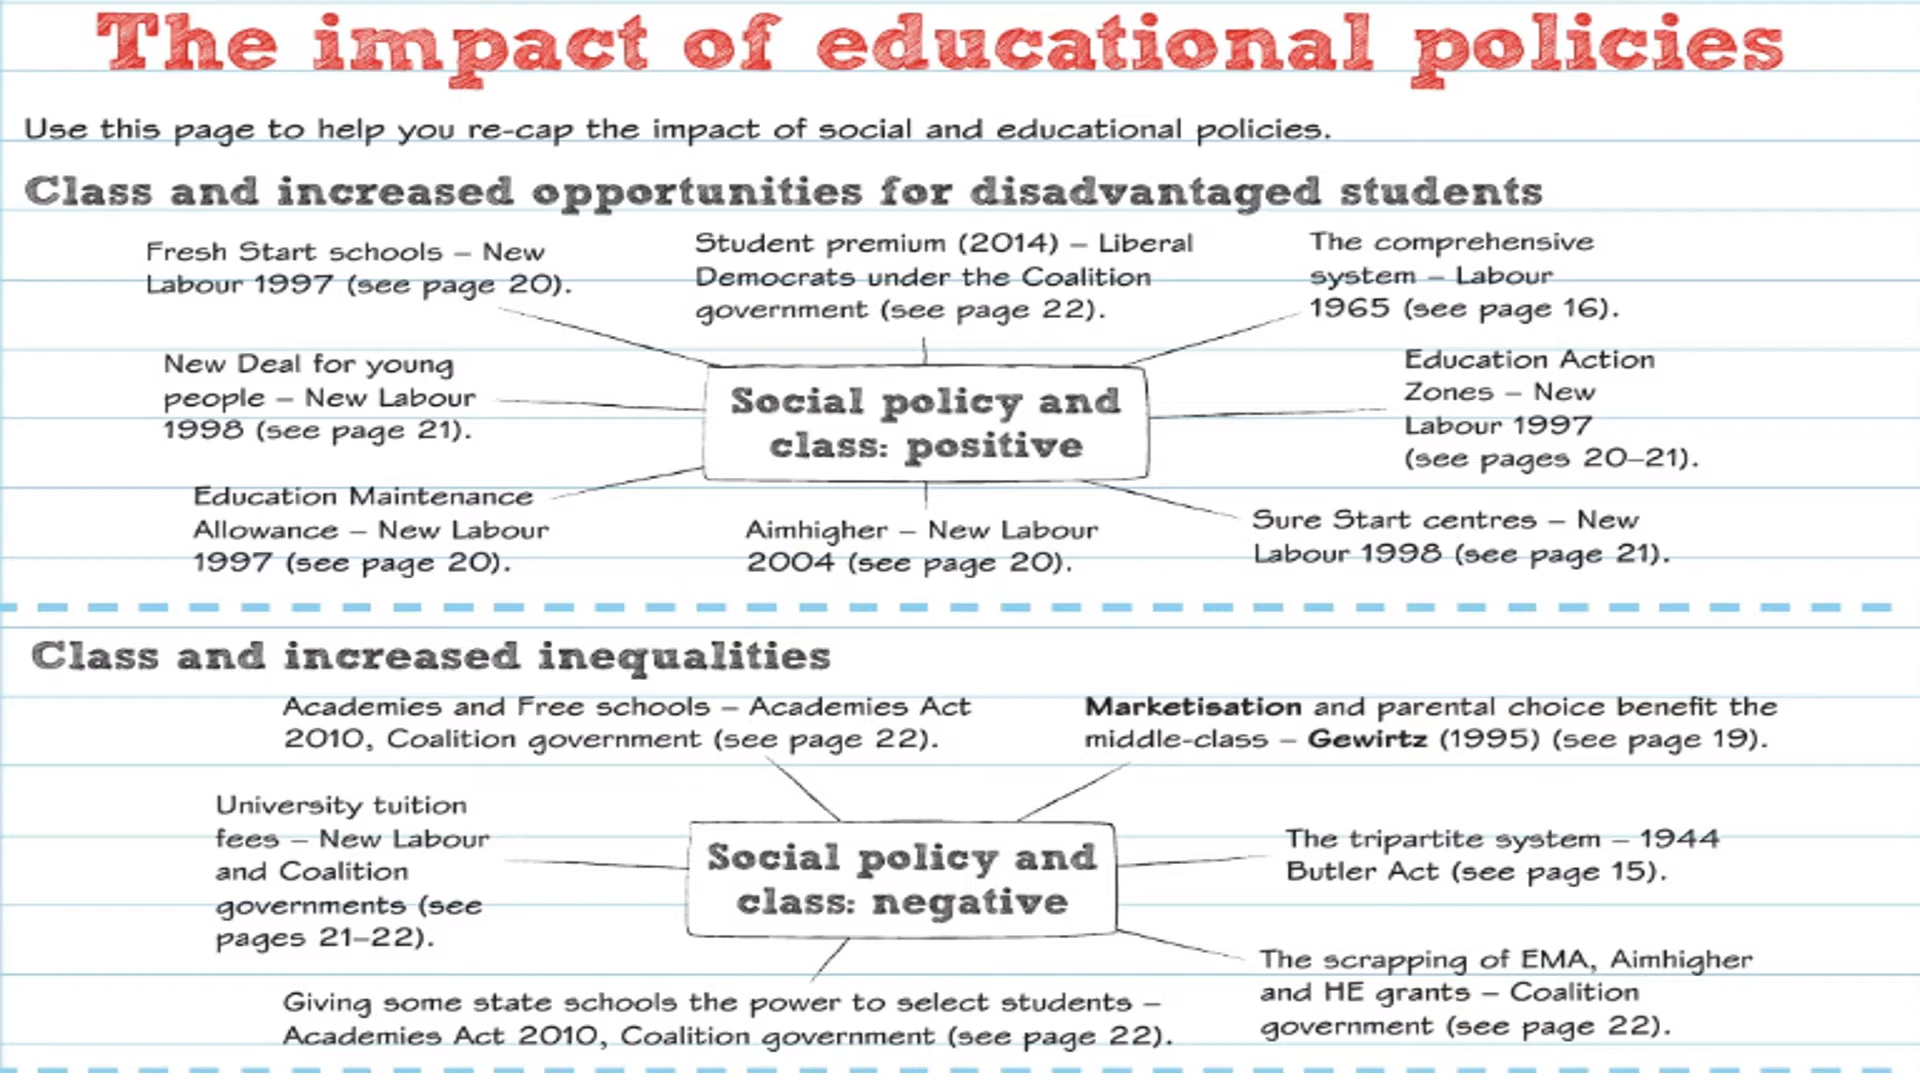 The impact of educational policies
Use this page to help you re-cap the impact of social and educational policies.
Class and increased opportunities for disadvantaged students
Fresh Start schools – New
Labour 1997 (see page 20).
Student premium (2014) – Liberal
Democrats under the Coalition
government (see page 22).
The comprehensive
system – Labour
1965 (see page 16).
New Deal for young
people – New Labour
1998 (see page 21).
Social policy and
class: positive
Education Action
Zones – New
Labour 1997
(see pages 20–21).
Education Maintenance
Allowance – New Labour
1997 (see page 20).
Aimhigher – New Labour
2004 (see page 20).
Sure Start centres – New
Labour 1998 (see page 21).
Class and increased inequalities
Academies and Free schools – Academies Act
2010, Coalition government (see page 22).
Marketisation and parental choice benefit the
middle-class – Gewirtz (1995) (see page 19).
University tuition
fees – New Labour
and Coalition
governments (see
pages 21–22).
Social policy and
class: negative
The tripartite system – 1944
Butler Act (see page 15).
Giving some state schools the power to select students –
Academies Act 2010, Coalition government (see page 22).
The scrapping of EMA, Aimhigher
and HE grants – Coalition
government (see page 22).